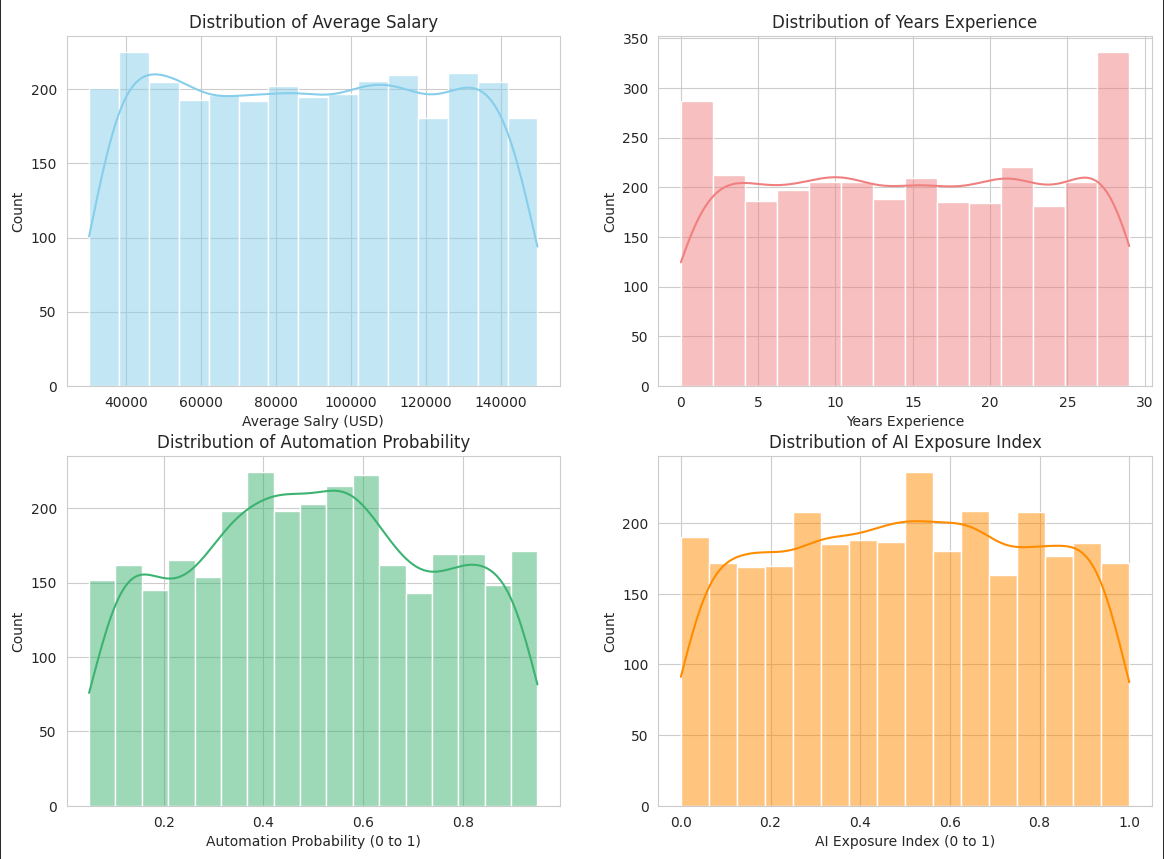 Distribution of Average Salary
Count
200
150
100
50
0
40000 60000 80000 100000 120000 140000
Average Salry (USD)
Distribution of Years Experience
Count
350
300
250
200
150
100
50
0
0 5 10 15 20 25 30
Years Experience
Distribution of Automation Probability
Count
200
150
100
50
0
0.2 0.4 0.6 0.8
Automation Probability (0 to 1)
Distribution of AI Exposure Index
Count
200
150
100
50
0
0.0 0.2 0.4 0.6 0.8 1.0
AI Exposure Index (0 to 1)